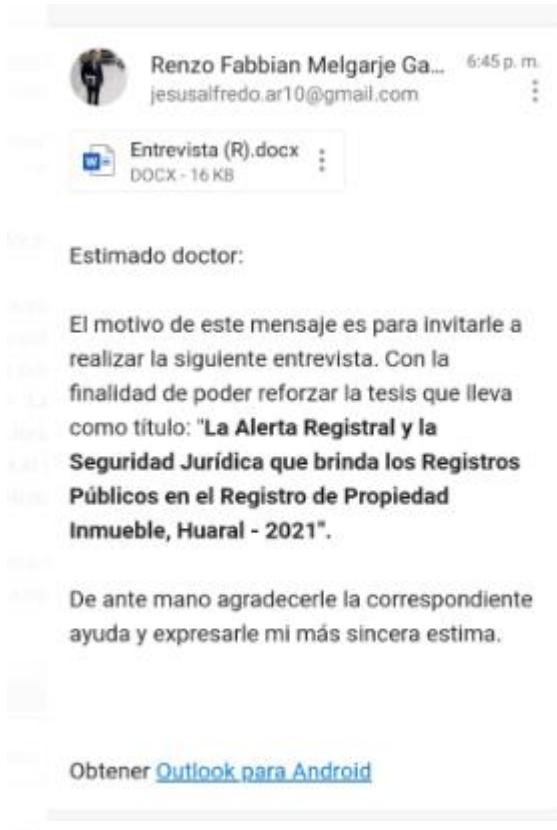 Renzo Fabbian Melgarje Ga...
6:45 p. m.
jesusalfredo.ar10@gmail.com
Entrevista (R).docx
DOCX - 16 KB
Estimado doctor:
El motivo de este mensaje es para invitarle a
realizar la siguiente entrevista. Con la
finalidad de poder reforzar la tesis que lleva
como título: "La Alerta Registral y la
Seguridad Jurídica que brinda los Registros
Públicos en el Registro de Propiedad
Inmueble, Huaral - 2021".
De ante mano agradecerle la correspondiente
ayuda y expresarle mi más sincera estima.
Obtener Outlook para Android